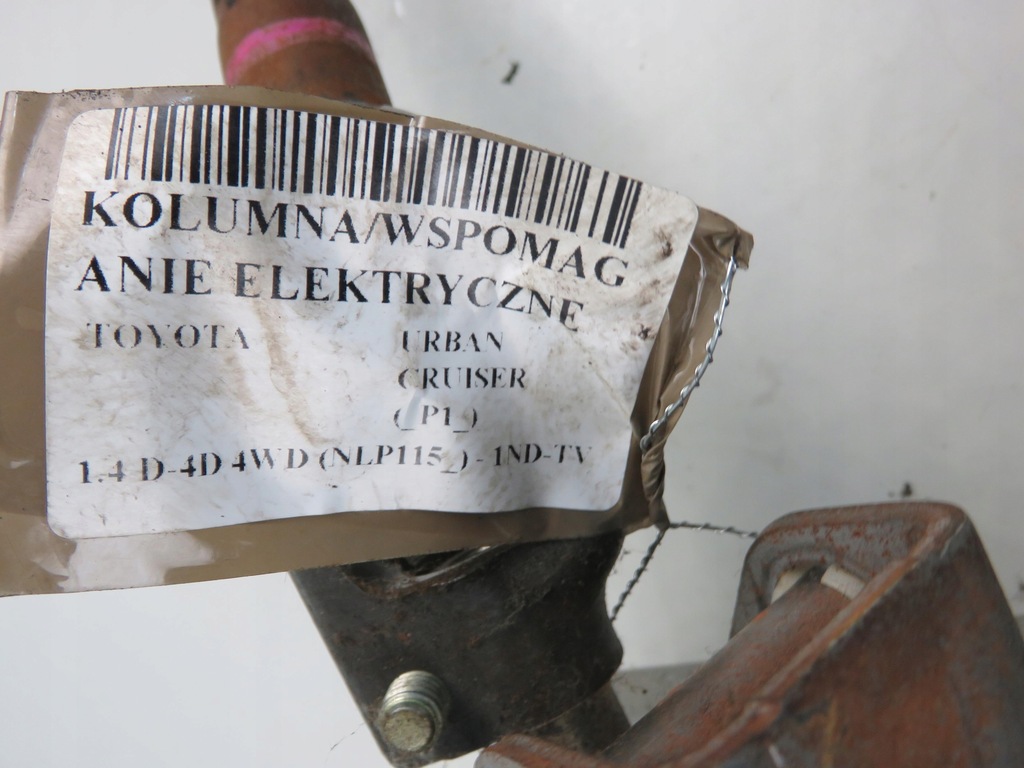 KOLUMNA/WSPOMAG
ANIE ELEKTRYCZNE
TOYOTA URBAN
CRUISER
(_P1_)
1.4 D-4D 4WD (NLP115_) - 1ND-TV